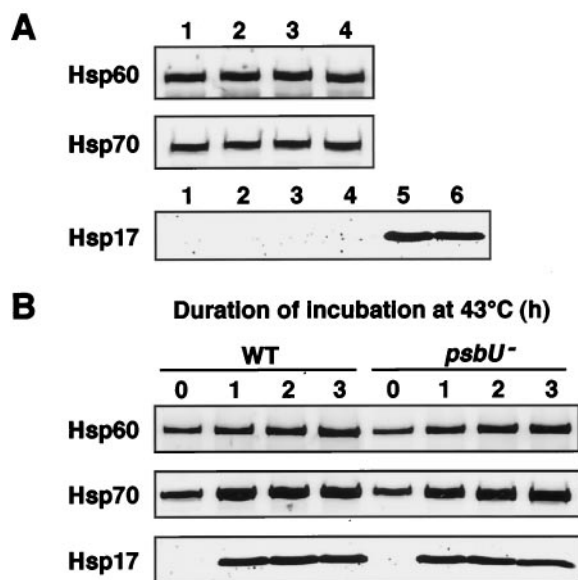 A
1 2 3 4
Hsp60
Hsp70
1 2 3 4 5 6
Hsp17
B
Duration of incubation at 43°C (h)
WT psbU-
0 1 2 3 0 1 2 3
Hsp60
Hsp70
Hsp17